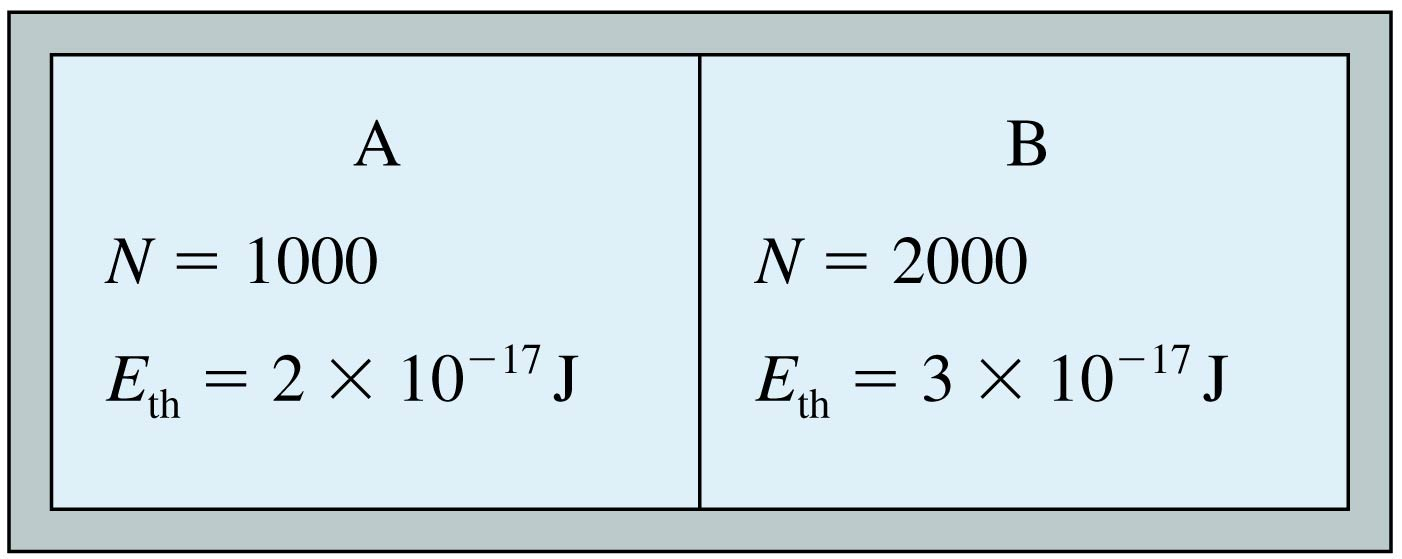 A
N = 1000
E_th = 2 × 10⁻¹⁷ J
B
N = 2000
E_th = 3 × 10⁻¹⁷ J